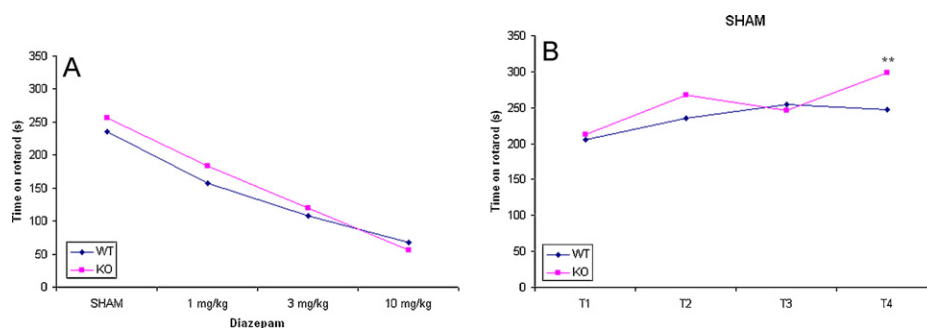 A
Time on rotarod (s)
350
300
250
200
150
100
50
0
WT
KO
SHAM 1 mg/kg 3 mg/kg 10 mg/kg
Diazepam
SHAM
B
Time on rotarod (s)
350
300
250
200
150
100
50
0
**
WT
KO
T1 T2 T3 T4